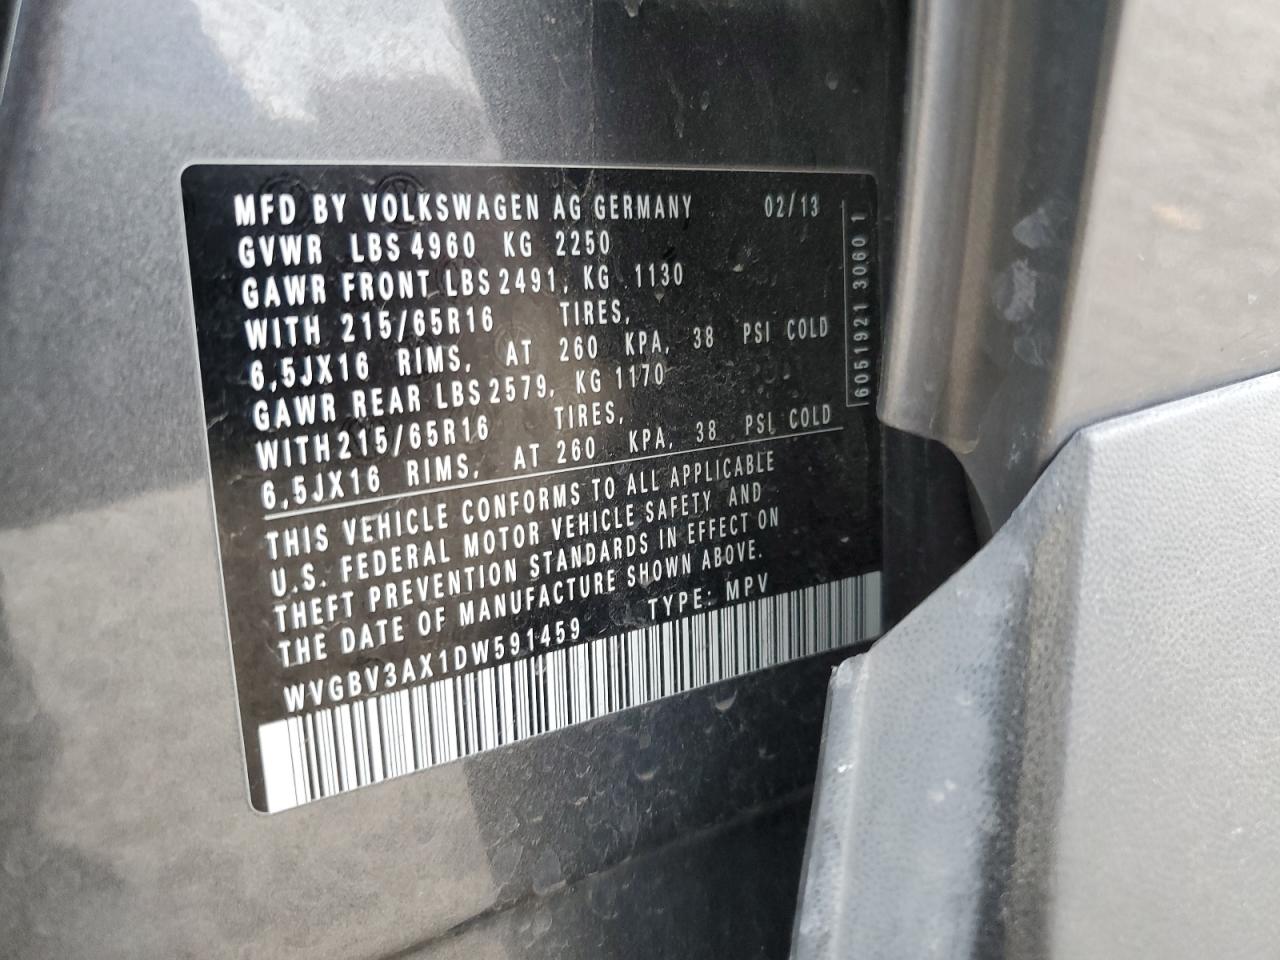 MFD BY VOLKSWAGEN AG GERMANY 02/13
GVWR LBS 4960 KG 2250
GAWR FRONT LBS 2491, KG 1130
WITH 215/65R16 TIRES,
6,5JX16 RIMS, AT 260 KPA, 38 PSI COLD
GAWR REAR LBS 2579, KG 1170
WITH 215/65R16 TIRES,
6,5JX16 RIMS, AT 260 KPA, 38 PSI COLD
THIS VEHICLE CONFORMS TO ALL APPLICABLE
U.S. FEDERAL MOTOR VEHICLE SAFETY AND
THEFT PREVENTION STANDARDS IN EFFECT ON
THE DATE OF MANUFACTURE SHOWN ABOVE.
WVGBV3AX1DW591459 TYPE: MPV
6051921 3060 1